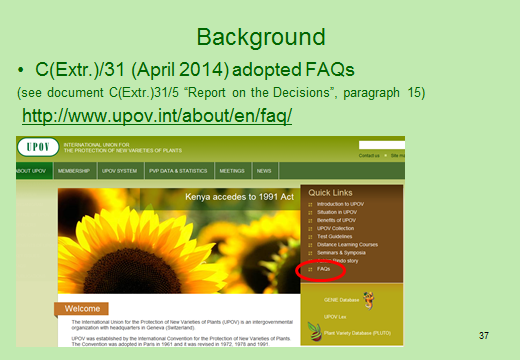 Background
• C(Extr.)/31 (April 2014) adopted FAQs
(see document C(Extr.)31/5 “Report on the Decisions”, paragraph 15)
http://www.upov.int/about/en/faq/
UPOV
INTERNATIONAL UNION FOR
THE PROTECTION OF NEW VARIETIES OF PLANTS
Contact us
Site
ABOUT UPOV MEMBERSHIP UPOV SYSTEM PVP DATA & STATISTICS MEETINGS NEWS
Kenya accedes to 1991 Act
Quick Links
Introduction to UPOV
Situation in UPOV
Benefits of UPOV
UPOV Collection
Test Guidelines
Distance Learning Courses
Seminars & Symposia
story
FAQs
GENIE Database
UPOV Lex
Plant Variety Database (PLUTO)
Welcome
The International Union for the Protection of New Varieties of Plants (UPOV) is an intergovernmental
organization with headquarters in Geneva (Switzerland).
UPOV was established by the International Convention for the Protection of New Varieties of Plants.
The Convention was adopted in Paris in 1961 and it was revised in 1972, 1978 and 1991.
37